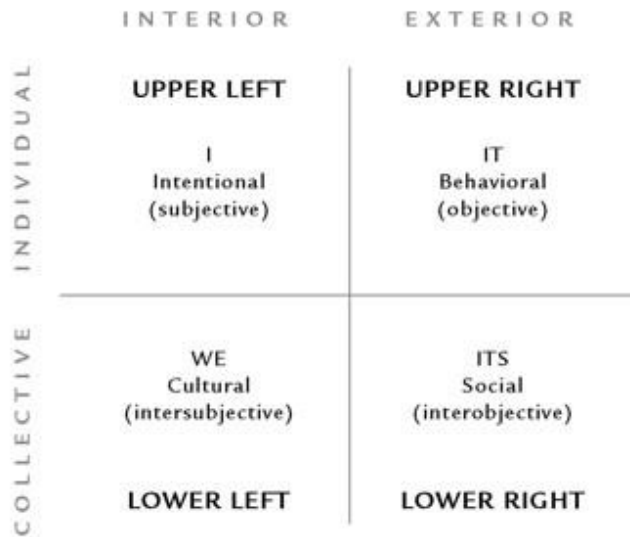 INTERIOR
EXTERIOR
INDIVIDUAL
UPPER LEFT
I
Intentional
(subjective)
UPPER RIGHT
IT
Behavioral
(objective)
COLLECTIVE
WE
Cultural
(intersubjective)
LOWER LEFT
ITS
Social
(interobjective)
LOWER RIGHT